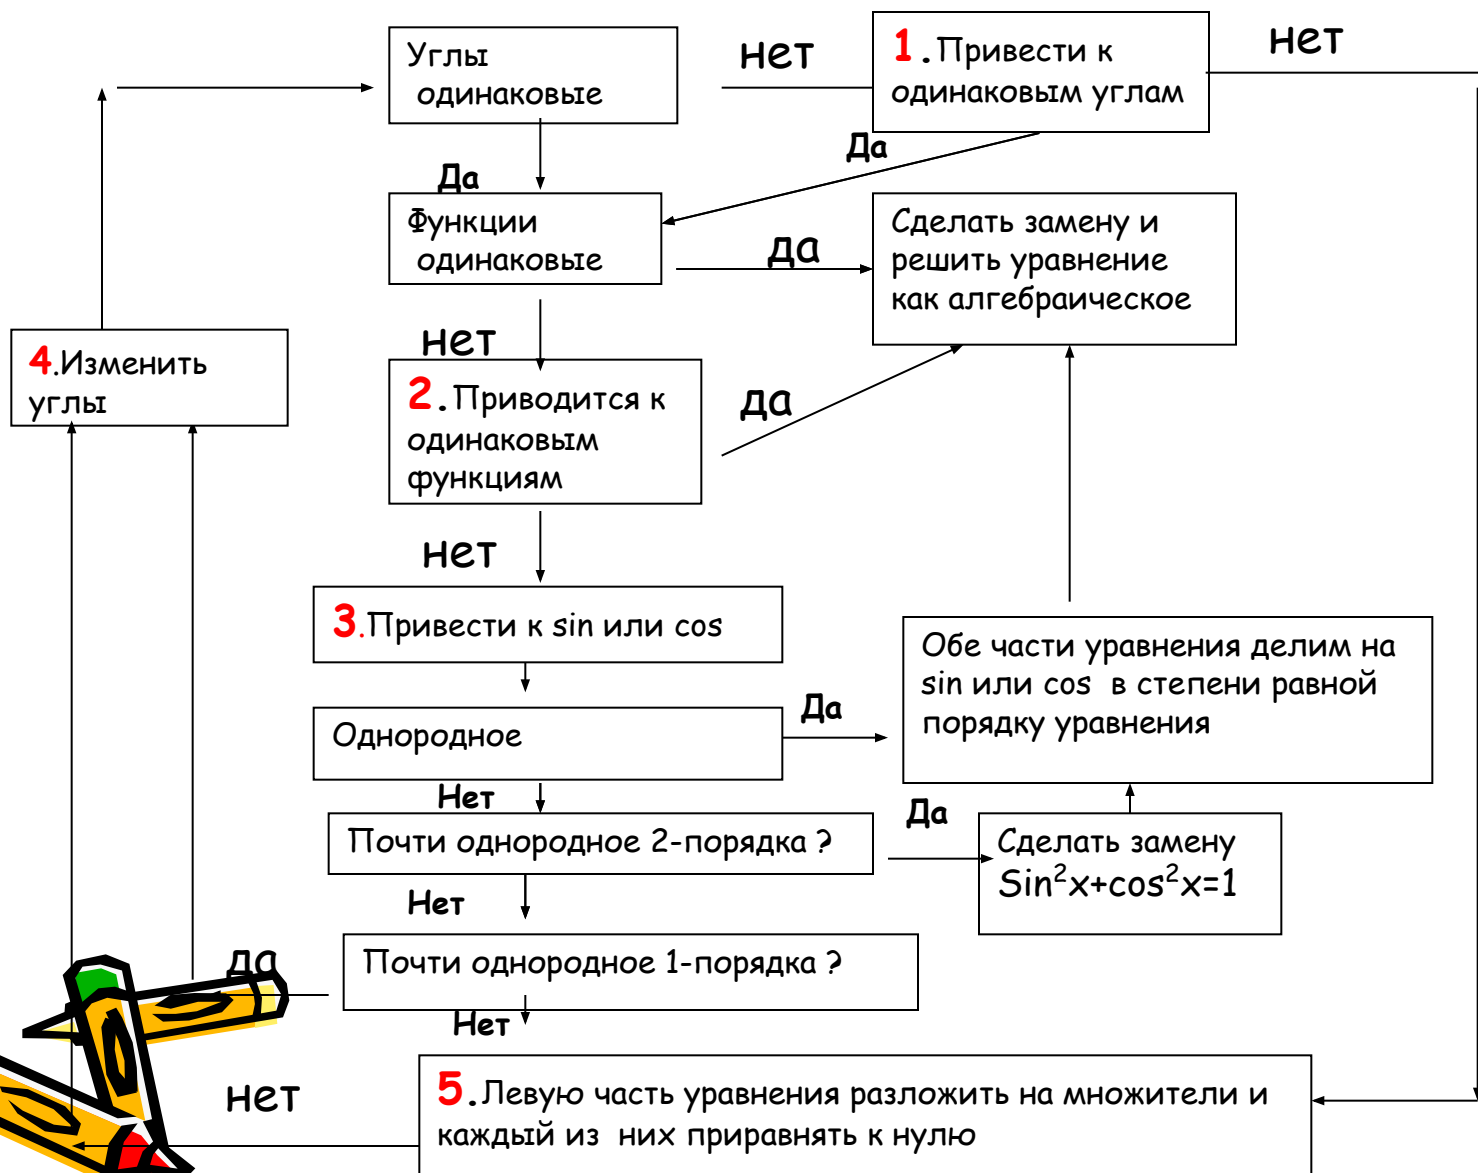 Углы
одинаковые
нет
1.Привести к
одинаковым углам
нет
Да
Да
Функции
одинаковые
да
Сделать замену и
решить уравнение
как алгебраическое
нет
4.Изменить
углы
2.Приводится к
одинаковым
функциям
да
нет
3.Привести к sin или cos
Обе части уравнения делим на
sin или cos в степени равной
порядку уравнения
Однородное
Да
Нет
Почти однородное 2-порядка ?
Да
Сделать замену
Sin²x+cos²x=1
Нет
Почти однородное 1-порядка ?
да
Нет
5.Левую часть уравнения разложить на множители и
каждый из них приравнять к нулю
нет